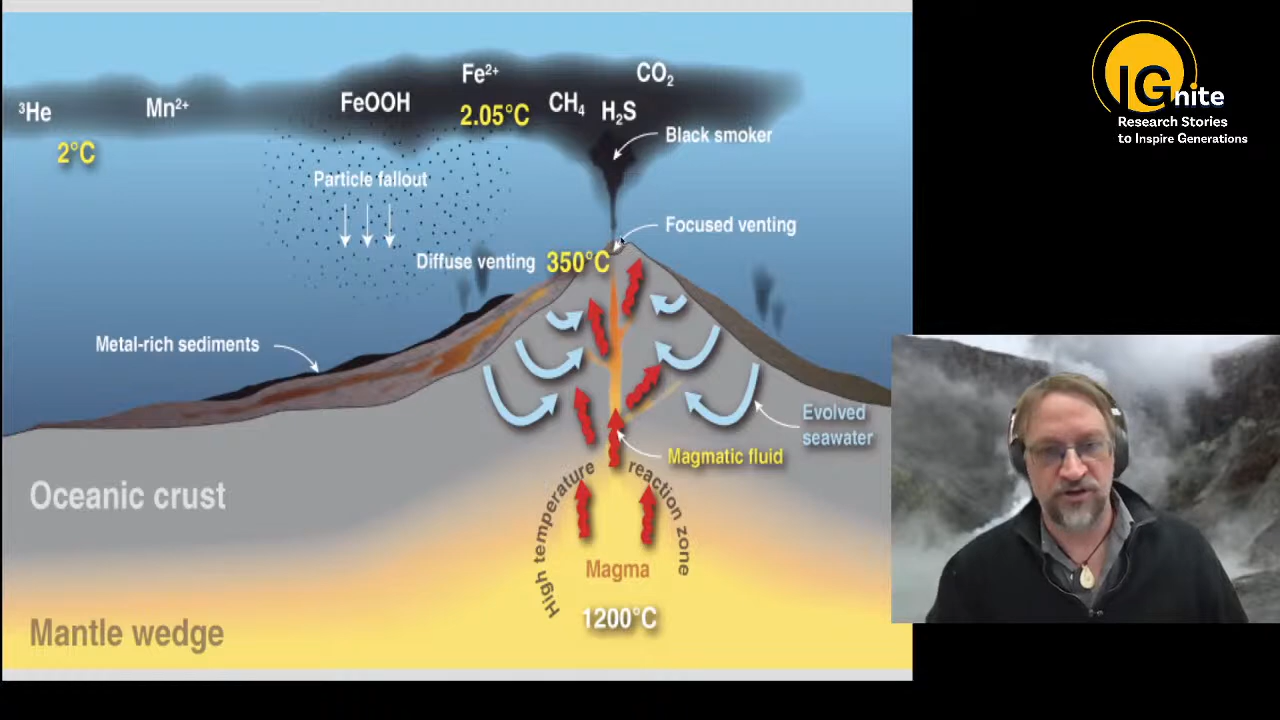 IGnite
Research Stories
to Inspire Generations
³He
Mn²⁺
FeOOH
Fe²⁺
CH₄
H₂S
CO₂
2°C
2.05°C
Black smoker
Particle fallout
Focused venting
Diffuse venting
350°C
Metal-rich sediments
Evolved
seawater
Magmatic fluid
High temperature reaction zone
Oceanic crust
Magma
1200°C
Mantle wedge